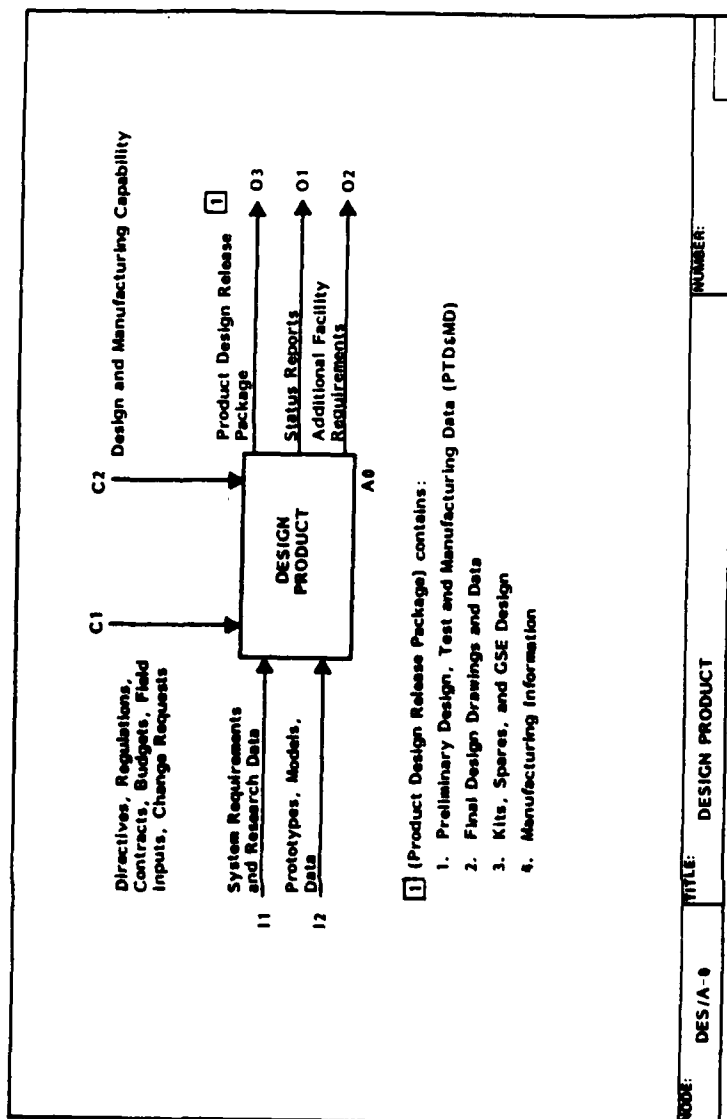 C1
C2
Directives, Regulations,
Contracts, Budgets, Field
Inputs, Change Requests
Design and Manufacturing Capability
System Requirements
and Research Data
I1
Prototypes, Models,
Data
I2
DESIGN
PRODUCT
A0
Product Design Release
Package
1
O3
Status Reports
O1
Additional Facility
Requirements
O2
1 (Product Design Release Package) contains:
1. Preliminary Design, Test and Manufacturing Data (PTD&MD)
2. Final Design Drawings and Data
3. Kits, Spares, and GSE Design
4. Manufacturing Information
NODE: DES/A-0
TITLE: DESIGN PRODUCT
NUMBER: